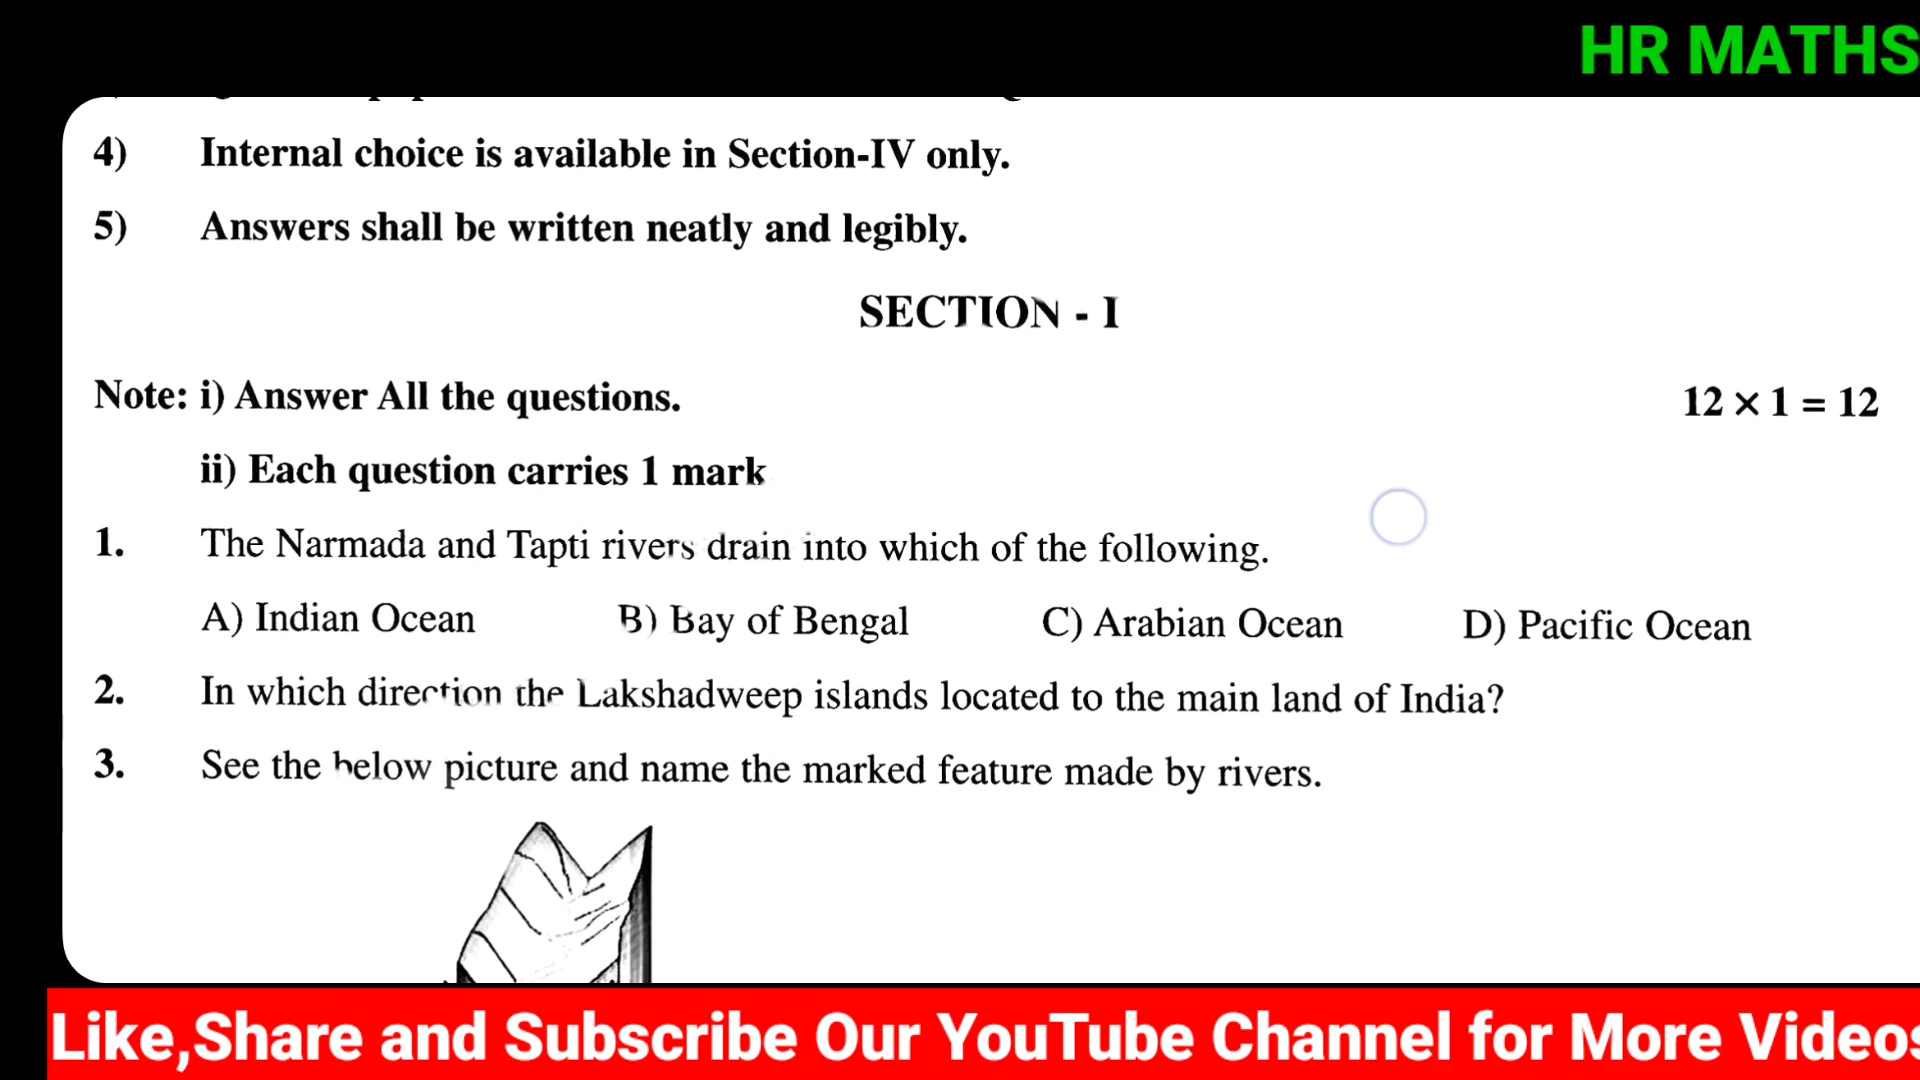 HR MATHS
4) Internal choice is available in Section-IV only.
5) Answers shall be written neatly and legibly.
SECTION - I
Note: i) Answer All the questions. 12 × 1 = 12
ii) Each question carries 1 mark
1. The Narmada and Tapti rivers drain into which of the following.
A) Indian Ocean B) Bay of Bengal C) Arabian Ocean D) Pacific Ocean
2. In which direction the Lakshadweep islands located to the main land of India?
3. See the below picture and name the marked feature made by rivers.
Like,Share and Subscribe Our YouTube Channel for More Videos